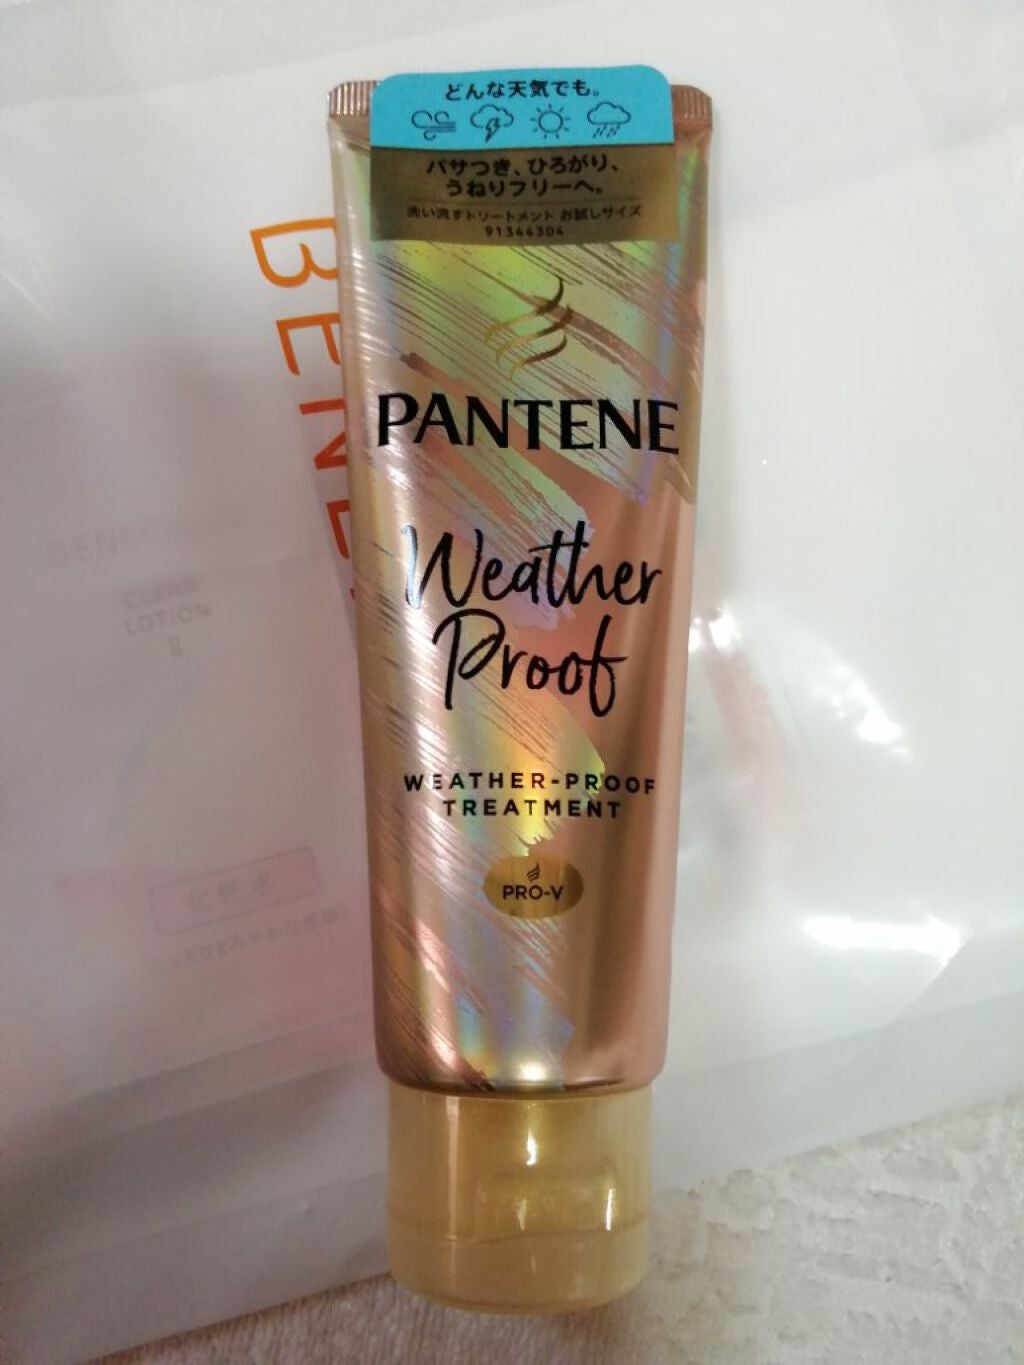 どんな天気でも。
パサつき、ひろがり、
うねりフリーへ。
洗い流すトリートメント お試しサイズ
91344304
PANTENE
Weather
Proof
WEATHER-PROOF
TREATMENT
PRO-V
BENE
BENE
CLEAR
LOTION
化粧水